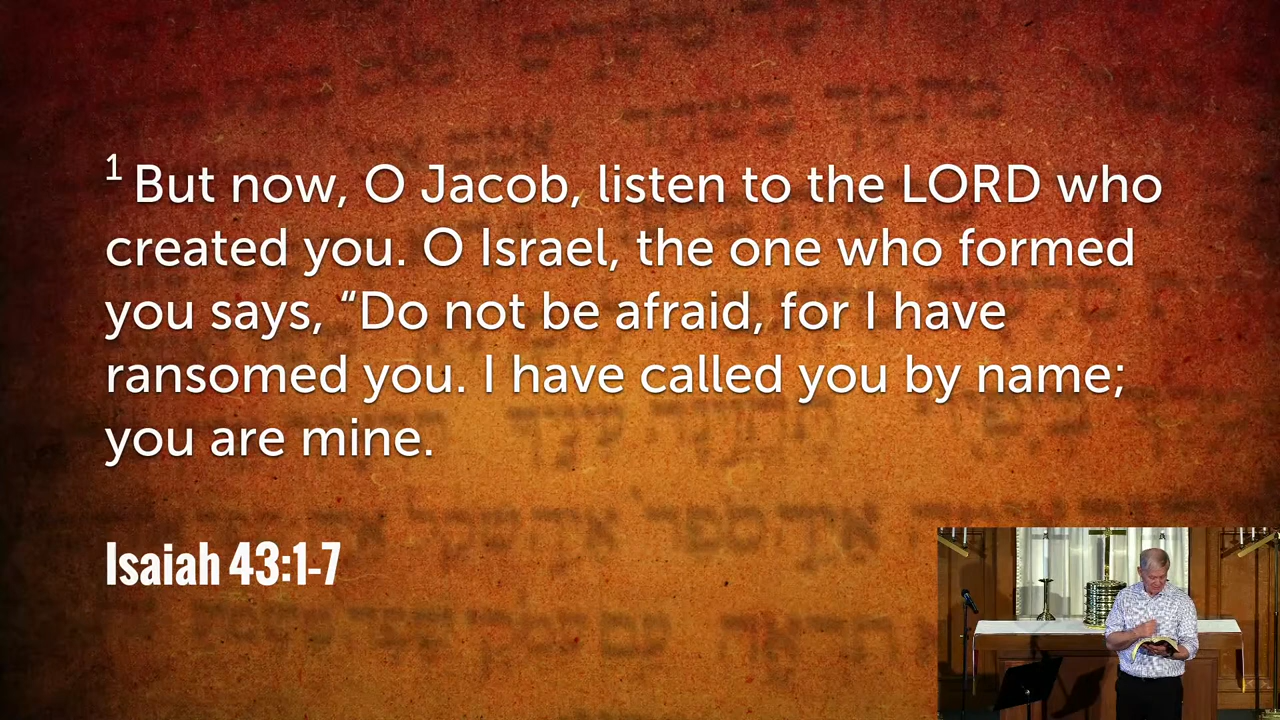 1 But now, O Jacob, listen to the LORD who
created you. O Israel, the one who formed
you says, “Do not be afraid, for I have
ransomed you. I have called you by name;
you are mine.
Isaiah 43:1-7